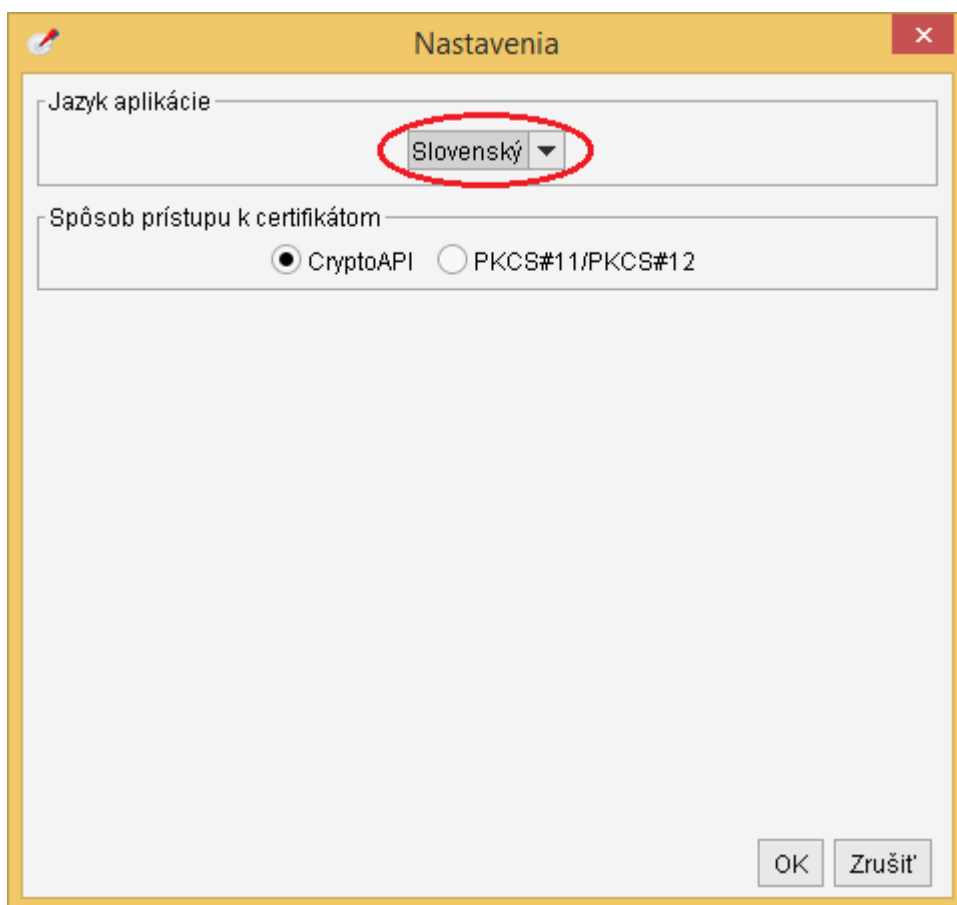 Nastavenia
Jazyk aplikácie
Slovenský
Spôsob prístupu k certifikátom
CryptoAPI PKCS#11/PKCS#12
OK Zrušiť